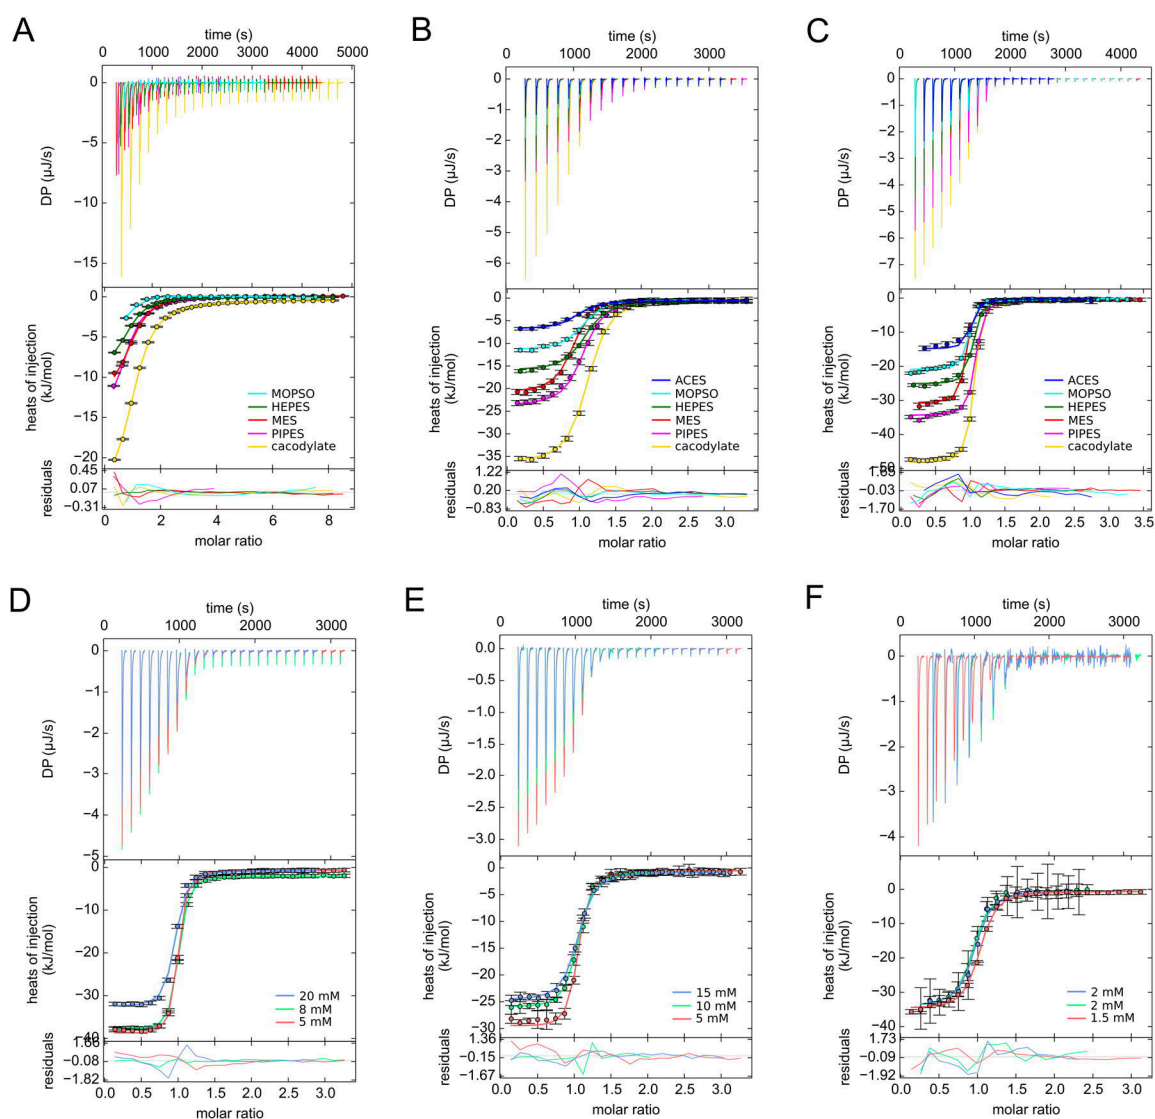 A
time (s)
0 1000 2000 3000 4000 5000
0
−5
−10
−15
DP (μJ/s)
0
−5
−10
−15
−20
heats of injection
(kJ/mol)
MOPSO
HEPES
MES
PIPES
cacodylate
0.45
0.07
−0.31
residuals
0 2 4 6 8
molar ratio
B
time (s)
0 1000 2000 3000
0
−1
−2
−3
−4
−5
−6
DP (μJ/s)
0
−5
−10
−15
−20
−25
−30
−35
heats of injection
(kJ/mol)
ACES
MOPSO
HEPES
MES
PIPES
cacodylate
1.22
0.20
−0.83
residuals
0.0 0.5 1.0 1.5 2.0 2.5 3.0
molar ratio
C
time (s)
0 1000 2000 3000 4000
0
−1
−2
−3
−4
−5
−6
−7
DP (μJ/s)
0
−10
−20
−30
−40
heats of injection
(kJ/mol)
ACES
MOPSO
HEPES
MES
PIPES
cacodylate
−0.03
−1.70
residuals
0.0 0.5 1.0 1.5 2.0 2.5 3.0 3.5
molar ratio
D
time (s)
0 1000 2000 3000
0
−1
−2
−3
−4
−5
DP (μJ/s)
0
−10
−20
−30
heats of injection
(kJ/mol)
20 mM
8 mM
5 mM
−0.08
−1.82
residuals
0.0 0.5 1.0 1.5 2.0 2.5 3.0
molar ratio
E
time (s)
0 1000 2000 3000
0.0
−0.5
−1.0
−1.5
−2.0
−2.5
−3.0
DP (μJ/s)
0
−5
−10
−15
−20
−25
−30
heats of injection
(kJ/mol)
15 mM
10 mM
5 mM
1.36
−0.15
−1.67
residuals
0.0 0.5 1.0 1.5 2.0 2.5 3.0
molar ratio
F
time (s)
0 1000 2000 3000
0
−1
−2
−3
−4
DP (μJ/s)
0
−10
−20
−30
−40
heats of injection
(kJ/mol)
2 mM
2 mM
1.5 mM
1.73
−0.09
−1.92
residuals
0.0 0.5 1.0 1.5 2.0 2.5 3.0
molar ratio